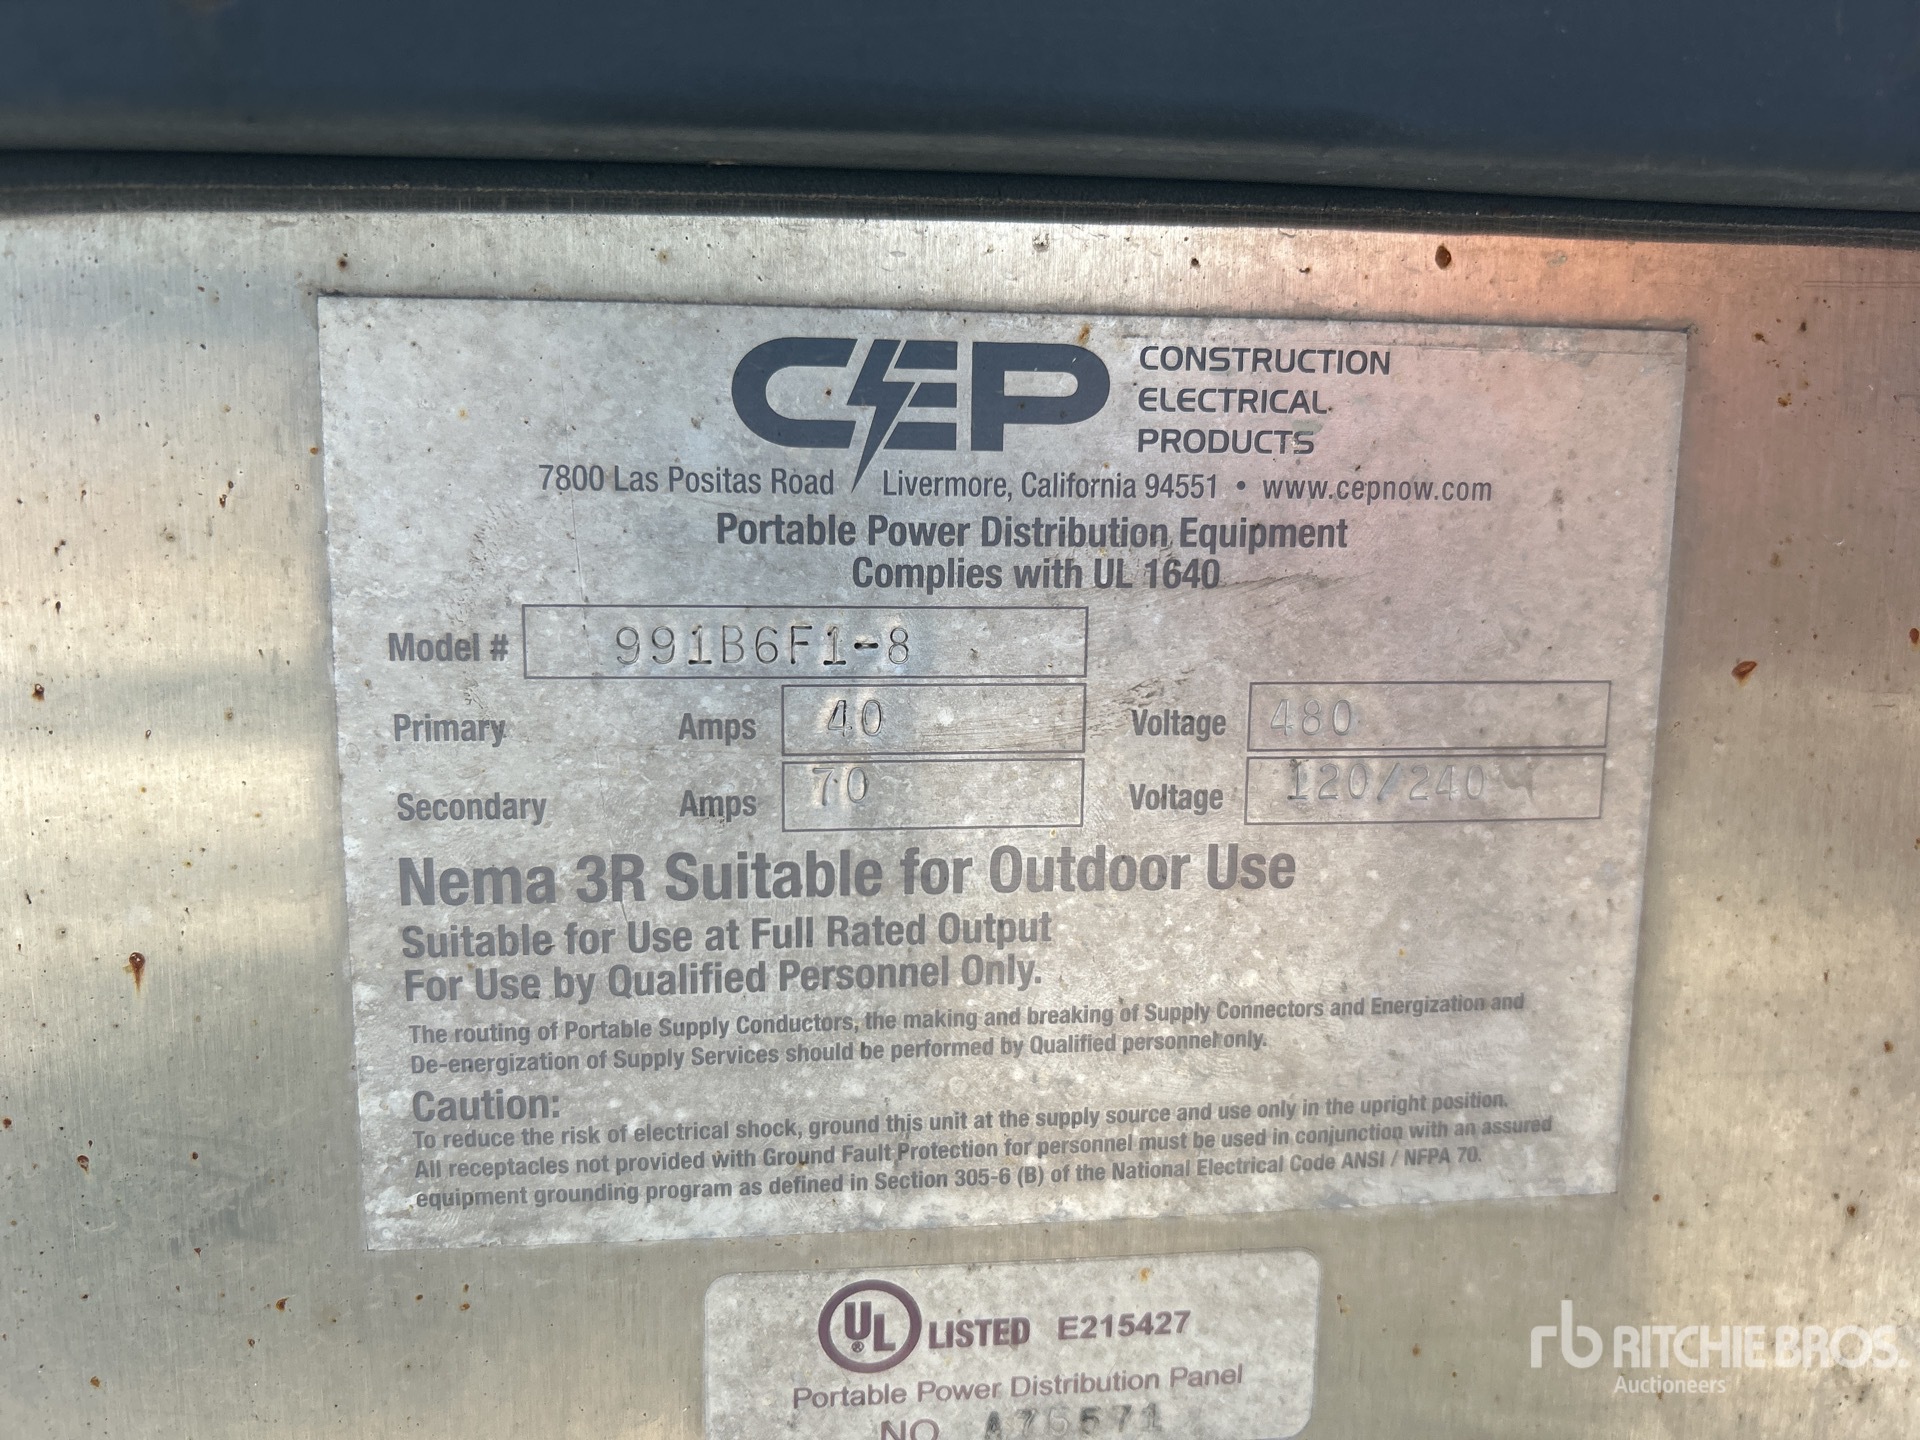 CEP CONSTRUCTION
ELECTRICAL
PRODUCTS
7800 Las Positas Road Livermore, California 94551 • www.cepnow.com
Portable Power Distribution Equipment
Complies with UL 1640
Model # 991B6F1-8
Primary Amps 40 Voltage 480
Secondary Amps 70 Voltage 120/240
Nema 3R Suitable for Outdoor Use
Suitable for Use at Full Rated Output
For Use by Qualified Personnel Only.
The routing of Portable Supply Conductors, the making and breaking of Supply Connectors and Energization and
De-energization of Supply Services should be performed by Qualified personnel only.
Caution:
To reduce the risk of electrical shock, ground this unit at the supply source and use only in the upright position.
All receptacles not provided with Ground Fault Protection for personnel must be used in conjunction with an assured
equipment grounding program as defined in Section 305-6 (B) of the National Electrical Code ANSI / NFPA 70.
UL ® LISTED E215427
Portable Power Distribution Panel
NO. A76571
rb RITCHIE BROS.
Auctioneers